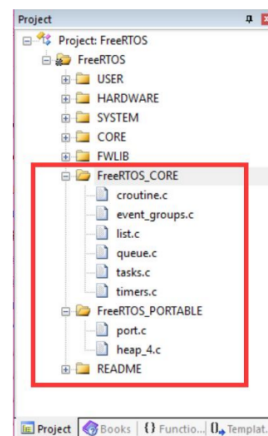 Project
Project: FreeRTOS
FreeRTOS
USER
HARDWARE
SYSTEM
CORE
FWLIB
FreeRTOS_CORE
croutine.c
event_groups.c
list.c
queue.c
tasks.c
timers.c
FreeRTOS_PORTABLE
port.c
heap_4.c
README
Project Books {} Functio... 0 Templat...